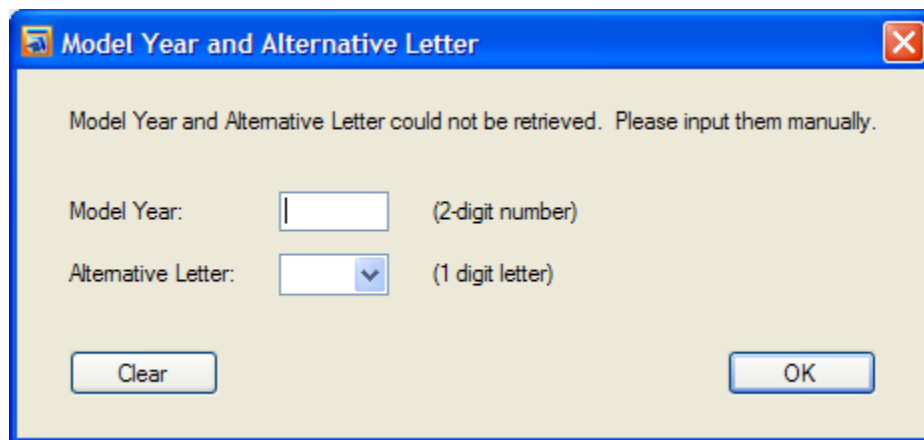 Model Year and Alternative Letter
Model Year and Alternative Letter could not be retrieved.  Please input them manually.
Model Year: (2-digit number)
Alternative Letter: (1 digit letter)
Clear OK